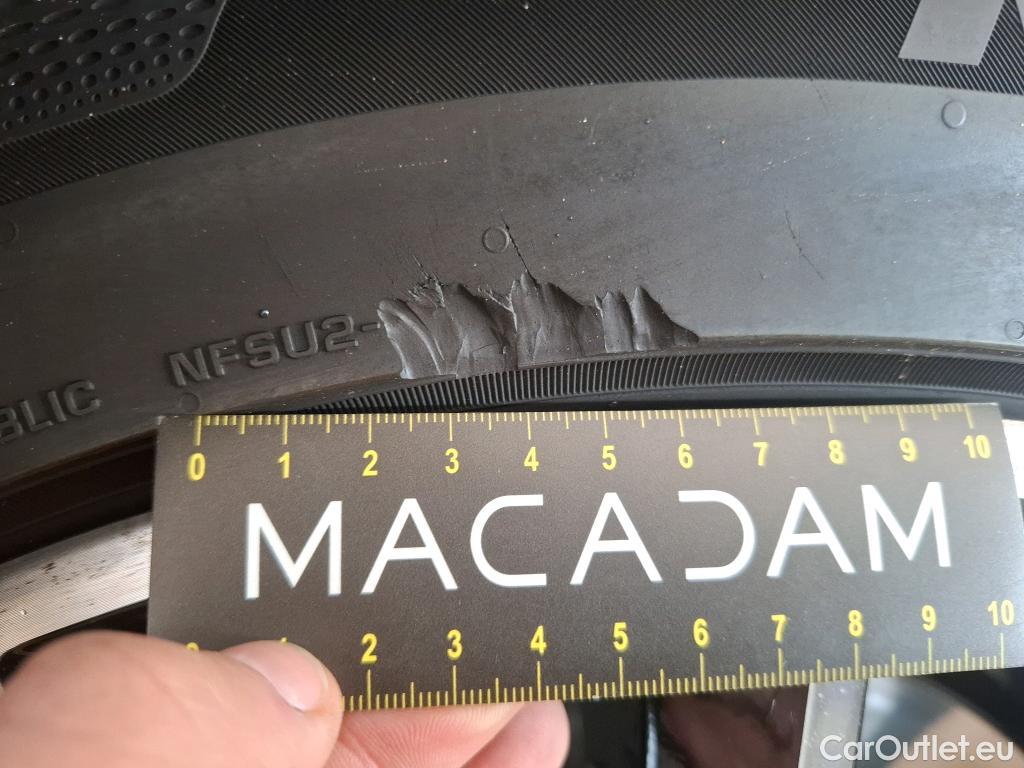 NFSU2-
BLIC
0 1 2 3 4 5 6 7 8 9 10
MACADAM
2 3 4 5 6 7 8 9 10
CarOutlet.eu